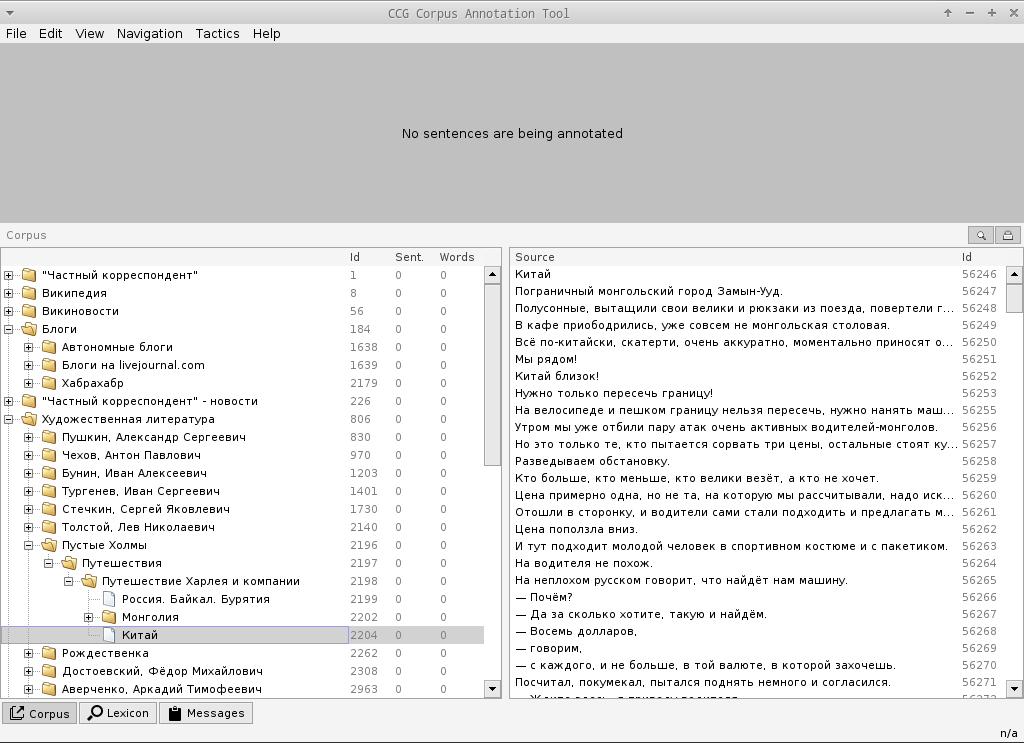 CCG Corpus Annotation Tool
File Edit View Navigation Tactics Help
No sentences are being annotated
Corpus
Id Sent. Words
"Частный корреспондент" 1 0 0
Википедия 8 0 0
Викиновости 56 0 0
Блоги 184 0 0
Автономные блоги 1638 0 0
Блоги на livejournal.com 1639 0 0
Хабрахабр 2179 0 0
"Частный корреспондент" - новости 226 0 0
Художественная литература 806 0 0
Пушкин, Александр Сергеевич 830 0 0
Чехов, Антон Павлович 970 0 0
Бунин, Иван Алексеевич 1203 0 0
Тургенев, Иван Сергеевич 1401 0 0
Стечкин, Сергей Яковлевич 1730 0 0
Толстой, Лев Николаевич 2140 0 0
Пустые Холмы 2196 0 0
Путешествия 2197 0 0
Путешествие Харлея и компании 2198 0 0
Россия. Байкал. Бурятия 2199 0 0
Монголия 2202 0 0
Китай 2204 0 0
Рождественка 2262 0 0
Достоевский, Фёдор Михайлович 2308 0 0
Аверченко, Аркадий Тимофеевич 2963 0 0
Source Id
Китай 56246
Пограничный монгольский город Замын-Ууд. 56247
Полусонные, вытащили свои велики и рюкзаки из поезда, повертели г... 56248
В кафе приободрились, уже совсем не монгольская столовая. 56249
Всё по-китайски, скатерти, очень аккуратно, моментально приносят о... 56250
Мы рядом! 56251
Китай близок! 56252
Нужно только пересечь границу! 56253
На велосипеде и пешком границу нельзя пересечь, нужно нанять маш... 56255
Утром мы уже отбили пару атак очень активных водителей-монголов. 56256
Но это только те, кто пытается сорвать три цены, остальные стоят ку... 56257
Разведываем обстановку. 56258
Кто больше, кто меньше, кто велики везёт, а кто не хочет. 56259
Цена примерно одна, но не та, на которую мы рассчитывали, надо иск... 56260
Отошли в сторонку, и водители сами стали подходить и предлагать м... 56261
Цена поползла вниз. 56262
И тут подходит молодой человек в спортивном костюме и с пакетиком. 56263
На водителя не похож. 56264
На неплохом русском говорит, что найдёт нам машину. 56265
— Почём? 56266
— Да за сколько хотите, такую и найдём. 56267
— Восемь долларов, 56268
— говорим, 56269
— с каждого, и не больше, в той валюте, в которой захочешь. 56270
Посчитал, покумекал, пытался поднять немного и согласился. 56271
Corpus Lexicon Messages
n/a